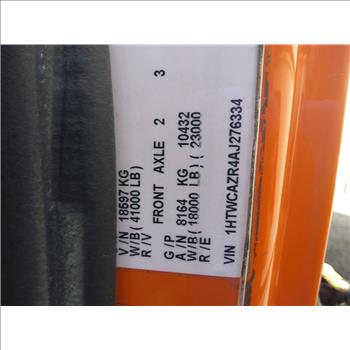 V/N 18597 KG
W/B (41000 LB)
R/V
FRONT AXLE 2 3
G/P
A/N 8164 KG 10432
W/B (18000 LB) (23000
R/E
VIN 1HTWCAZR4AJ276334